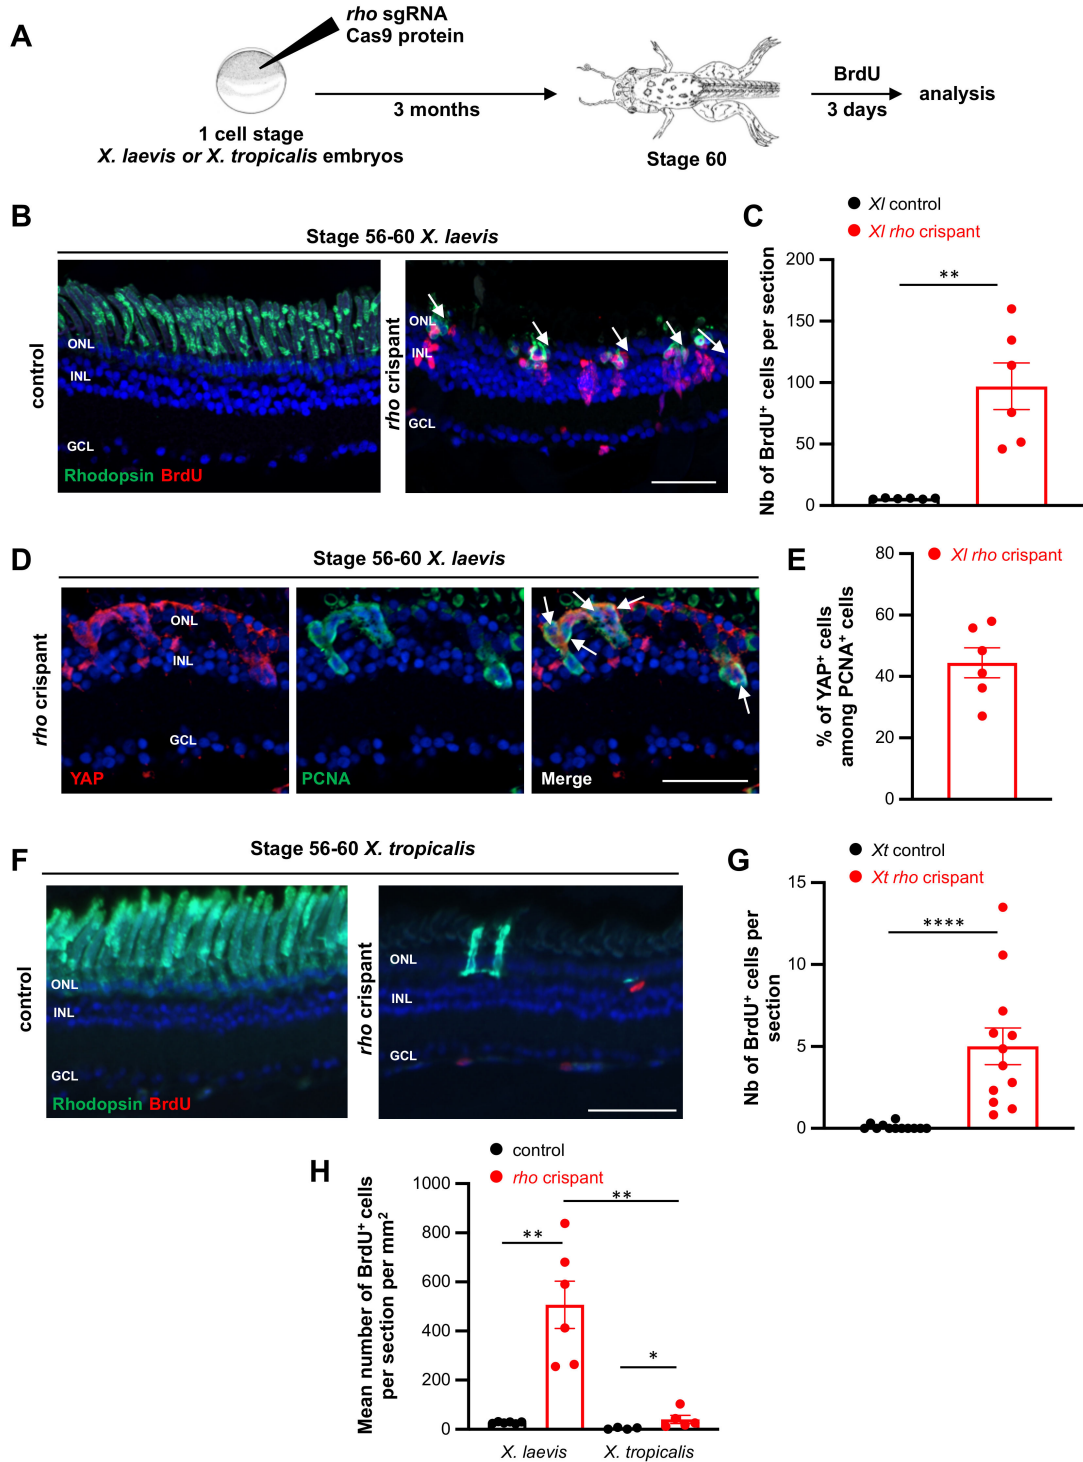 A
rho sgRNA
Cas9 protein
3 months
BrdU
3 days
analysis
1 cell stage
X. laevis or X. tropicalis embryos
Stage 60
B
Stage 56-60 X. laevis
control
ONL
INL
GCL
Rhodopsin BrdU
rho crispant
ONL
INL
GCL
C
Xl control
Xl rho crispant
Nb of BrdU+ cells per section
200
150
100
50
0
**
D
Stage 56-60 X. laevis
rho crispant
ONL
INL
GCL
YAP
PCNA
Merge
E
Xl rho crispant
% of YAP+ cells
among PCNA+ cells
80
60
40
20
0
F
Stage 56-60 X. tropicalis
control
ONL
INL
GCL
Rhodopsin BrdU
rho crispant
ONL
INL
GCL
G
Xt control
Xt rho crispant
Nb of BrdU+ cells per
section
15
10
5
0
****
H
control
rho crispant
Mean number of BrdU+ cells
per section per mm2
1000
800
600
400
200
0
**
**
*
X. laevis
X. tropicalis